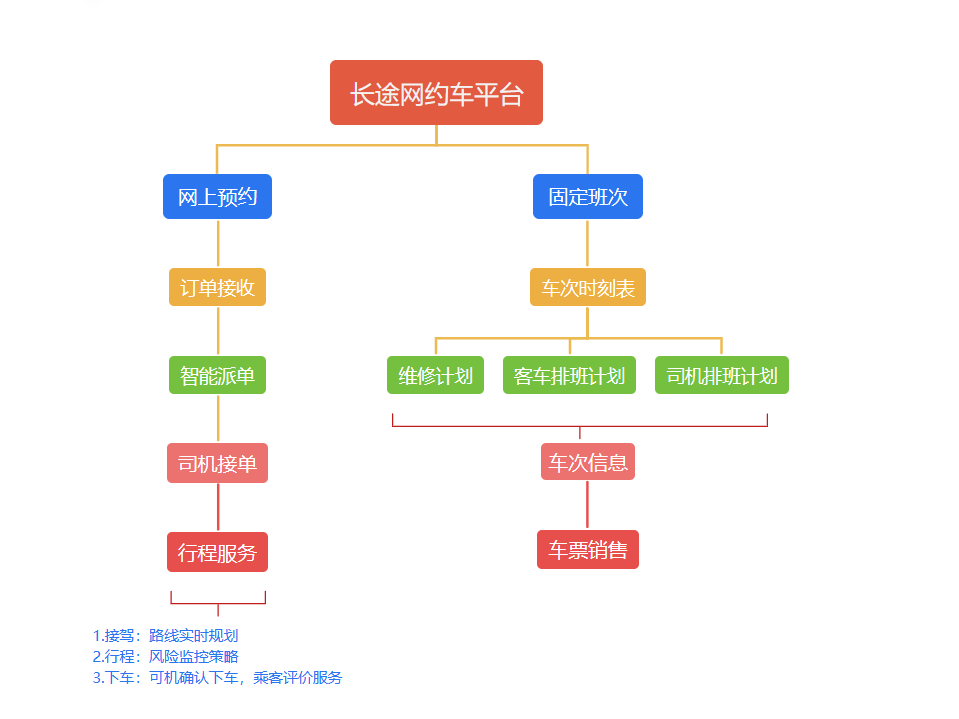 长途网约车平台
网上预约
固定班次
订单接收
车次时刻表
智能派单
维修计划
客车排班计划
司机排班计划
司机接单
车次信息
行程服务
车票销售
1.接驾：路线实时规划
2.行程：风险监控策略
3.下车：可机确认下车，乘客评价服务